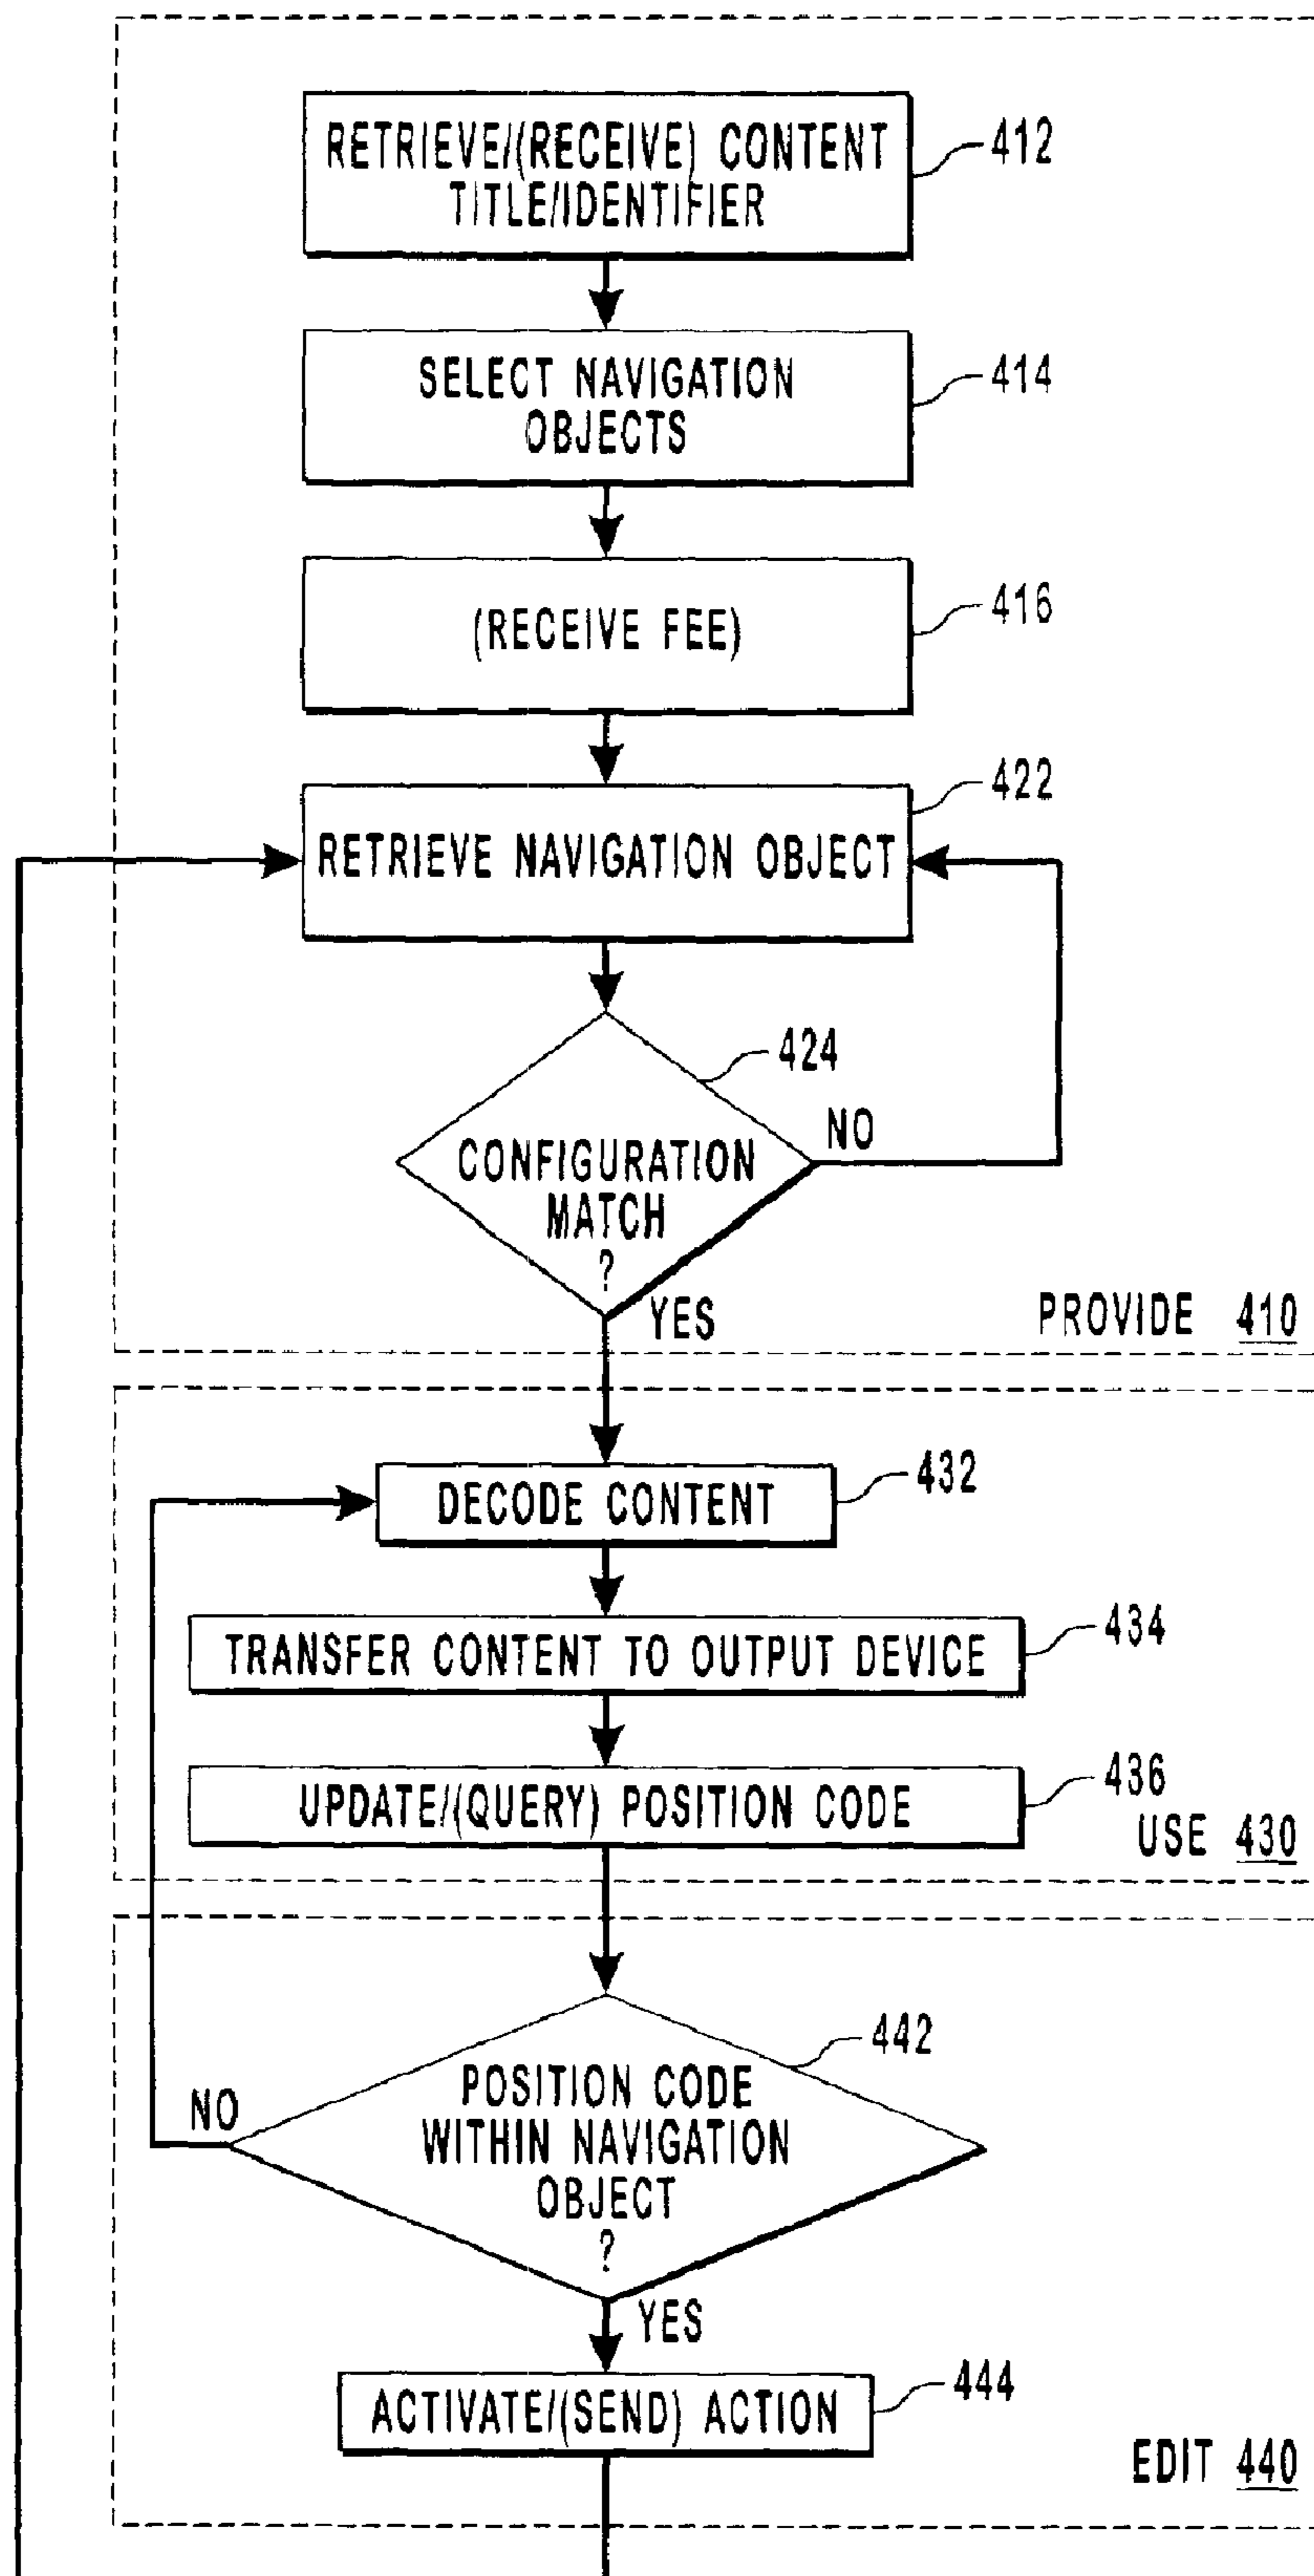 RETRIEVE/(RECEIVE) CONTENT
TITLE/IDENTIFIER
412
SELECT NAVIGATION
OBJECTS
414
(RECEIVE FEE)
416
422
RETRIEVE NAVIGATION OBJECT
424
NO
CONFIGURATION
MATCH
?
YES
PROVIDE 410
432
DECODE CONTENT
434
TRANSFER CONTENT TO OUTPUT DEVICE
436
UPDATE/(QUERY) POSITION CODE
USE 430
442
POSITION CODE
NO
WITHIN NAVIGATION
OBJECT
?
YES
444
ACTIVATE/(SEND) ACTION
EDIT 440